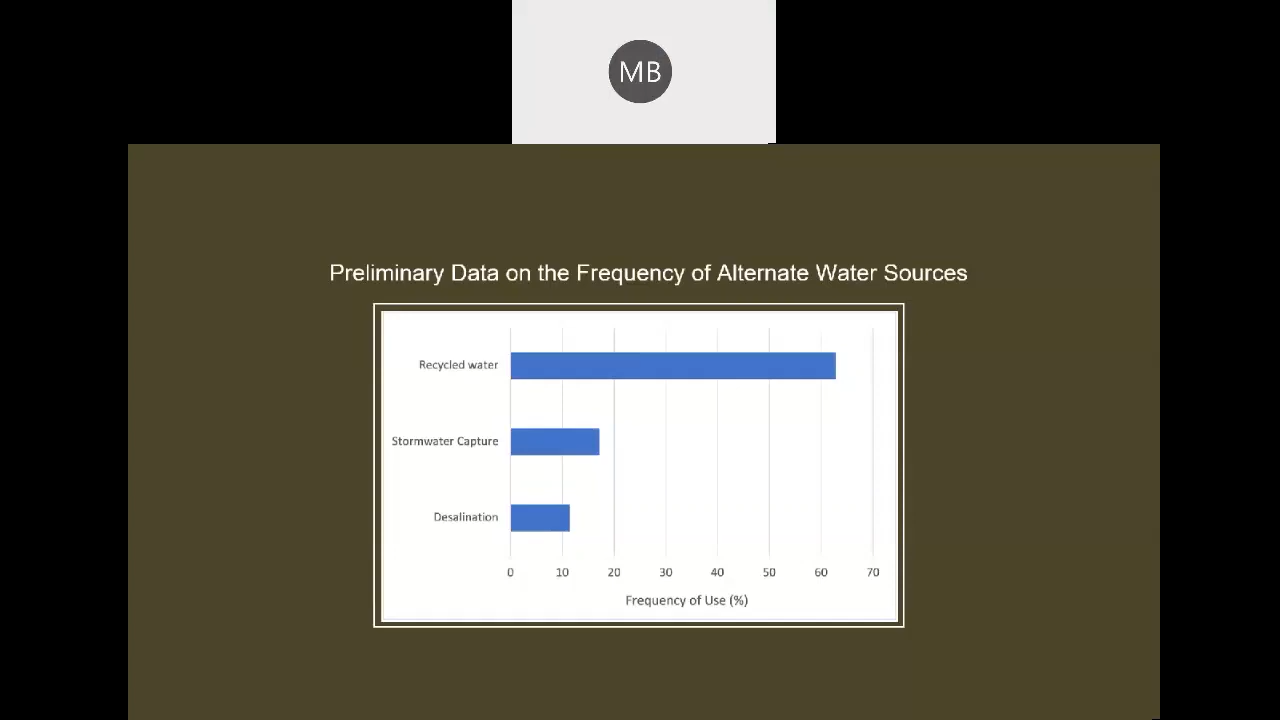 MB
Preliminary Data on the Frequency of Alternate Water Sources
Recycled water
Stormwater Capture
Desalination
0 10 20 30 40 50 60 70
Frequency of Use (%)